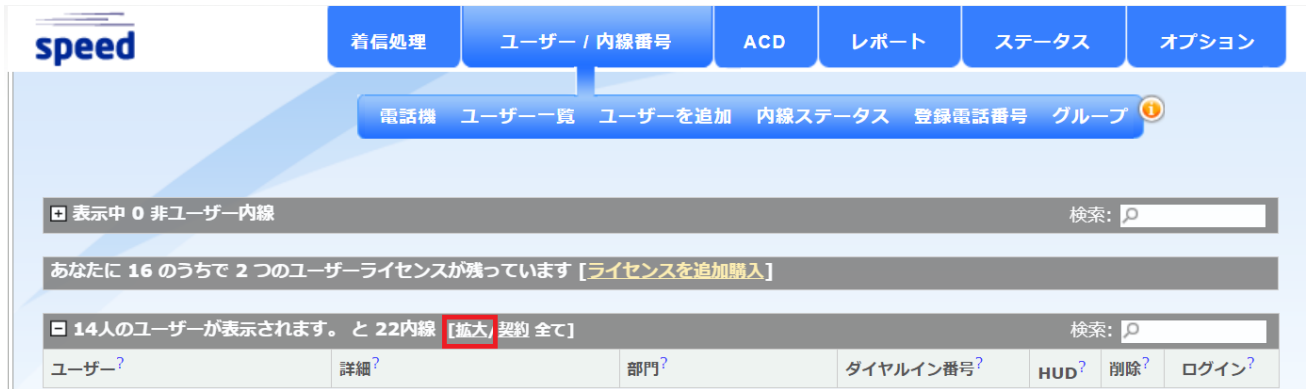 speed
着信処理 ユーザー / 内線番号 ACD レポート ステータス オプション
電話機 ユーザー一覧 ユーザーを追加 内線ステータス 登録電話番号 グループ
表示中 0 非ユーザー内線 検索:
あなたに 16 のうちで 2 つのユーザーライセンスが残っています [ライセンスを追加購入]
14人のユーザーが表示されます。 と 22内線 [拡大/契約 全て] 検索:
ユーザー? 詳細? 部門? ダイヤルイン番号? HUD? 削除? ログイン?